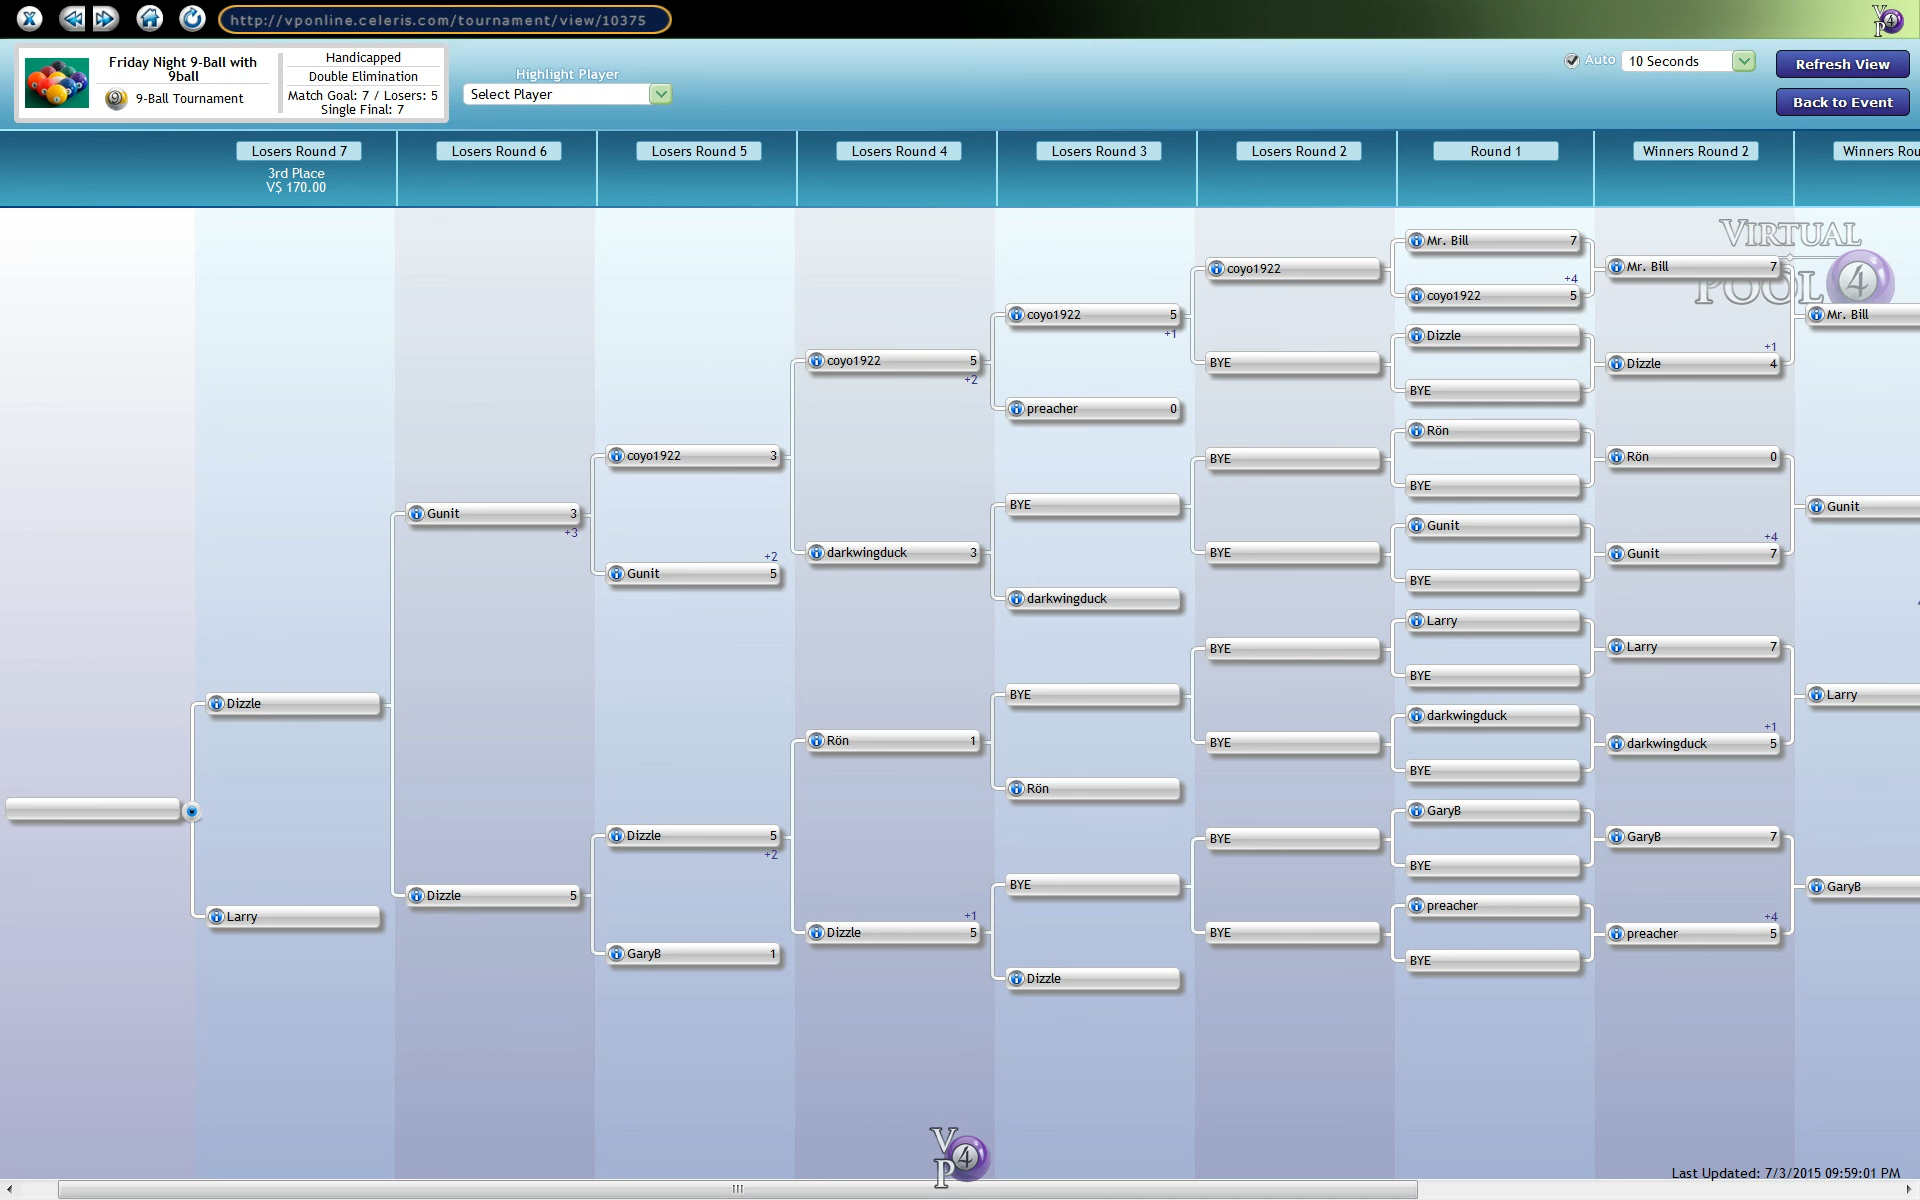 http://vponline.celeris.com/tournament/view/10375
VP4
Friday Night 9-Ball with
9ball
9-Ball Tournament
Handicapped
Double Elimination
Match Goal: 7 / Losers: 5
Single Final: 7
Highlight Player
Select Player
Auto
10 Seconds
Refresh View
Back to Event
Losers Round 7
3rd Place
V$ 170.00
Losers Round 6
Losers Round 5
Losers Round 4
Losers Round 3
Losers Round 2
Round 1
Winners Round 2
Winners Rou
VIRTUAL
POOL 4
Dizzle
Larry
Gunit 3
+3
Dizzle 5
coyo1922 3
+2
Gunit 5
Dizzle 5
+2
GaryB 1
coyo1922 5
+2
darkwingduck 3
Rön 1
+1
Dizzle 5
coyo1922 5
+1
preacher 0
BYE
darkwingduck
BYE
Rön
BYE
Dizzle
coyo1922
BYE
BYE
BYE
BYE
BYE
BYE
BYE
Mr. Bill 7
+4
coyo1922 5
Dizzle
BYE
Rön
BYE
Gunit
BYE
Larry
BYE
darkwingduck
BYE
GaryB
BYE
preacher
BYE
Mr. Bill 7
+1
Dizzle 4
Rön 0
+4
Gunit 7
Larry 7
+1
darkwingduck 5
GaryB 7
+4
preacher 5
Mr. Bill
Gunit
Larry
GaryB
VP4
Last Updated: 7/3/2015 09:59:01 PM